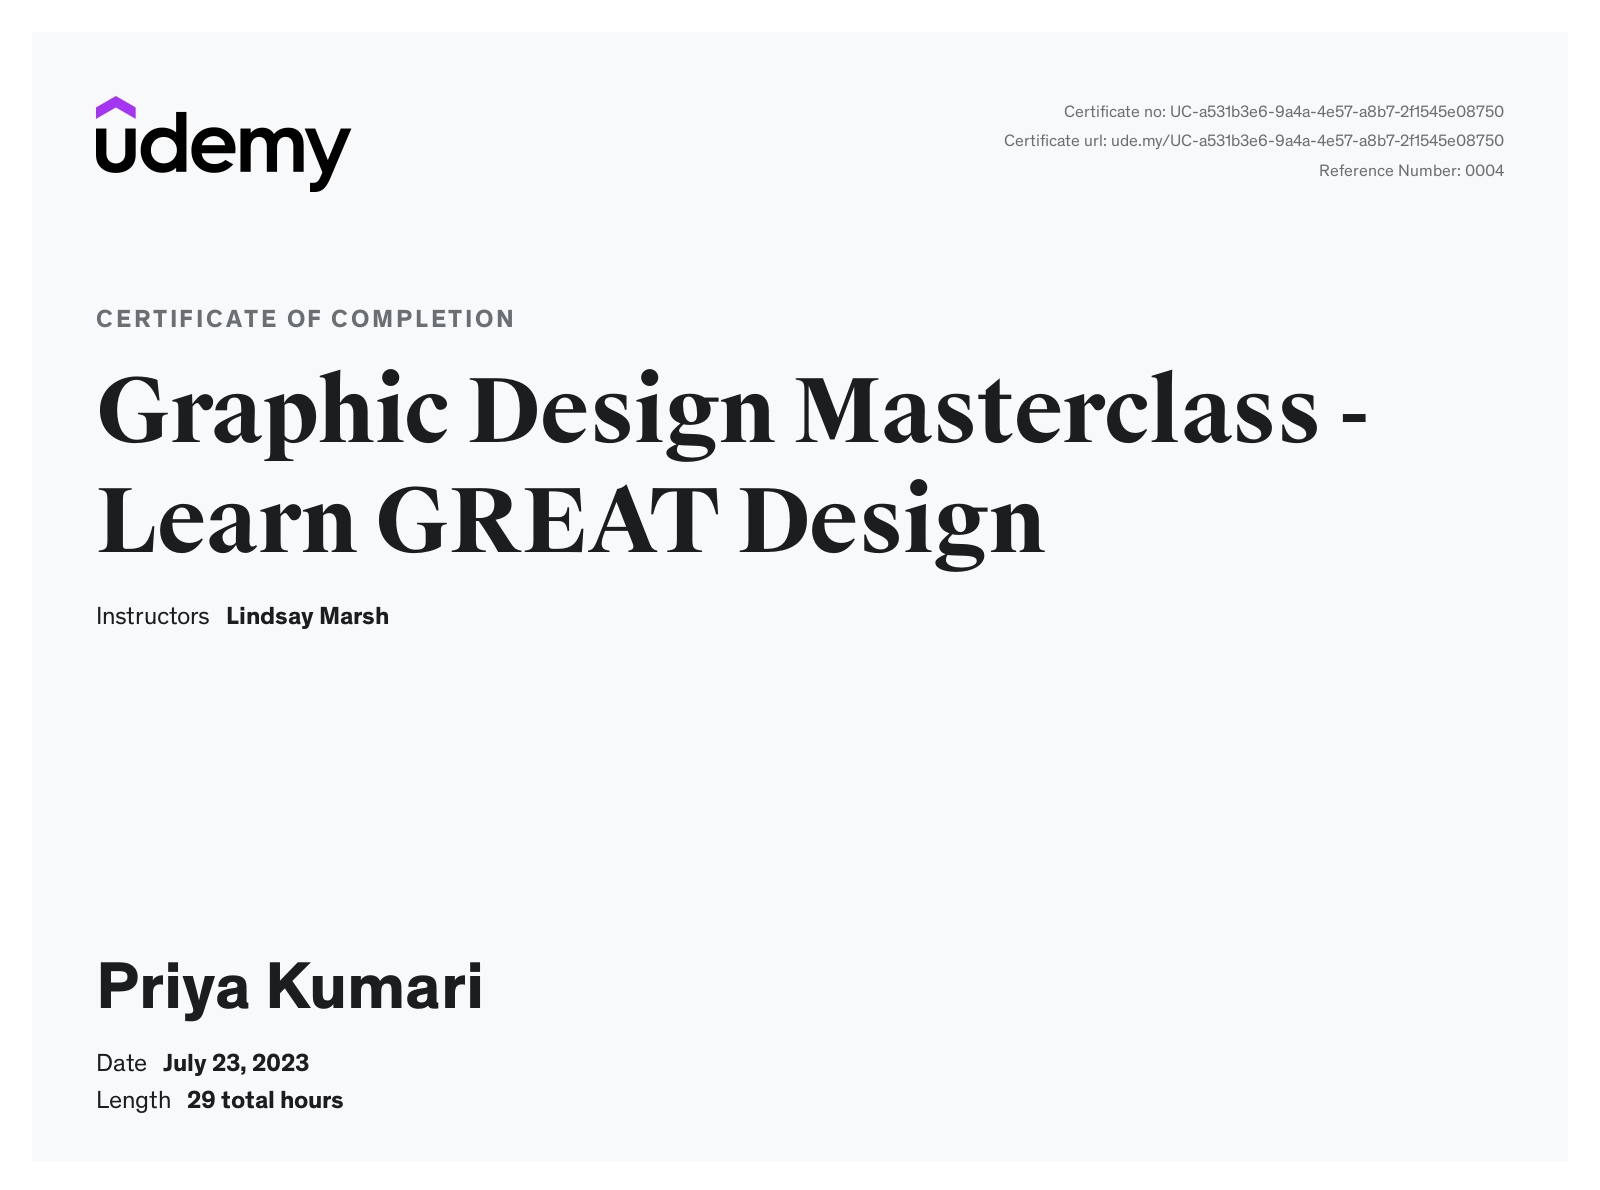 udemy
Certificate no: UC-a531b3e6-9a4a-4e57-a8b7-2f1545e08750
Certificate url: ude.my/UC-a531b3e6-9a4a-4e57-a8b7-2f1545e08750
Reference Number: 0004
CERTIFICATE OF COMPLETION
Graphic Design Masterclass -
Learn GREAT Design
Instructors Lindsay Marsh
Priya Kumari
Date July 23, 2023
Length 29 total hours